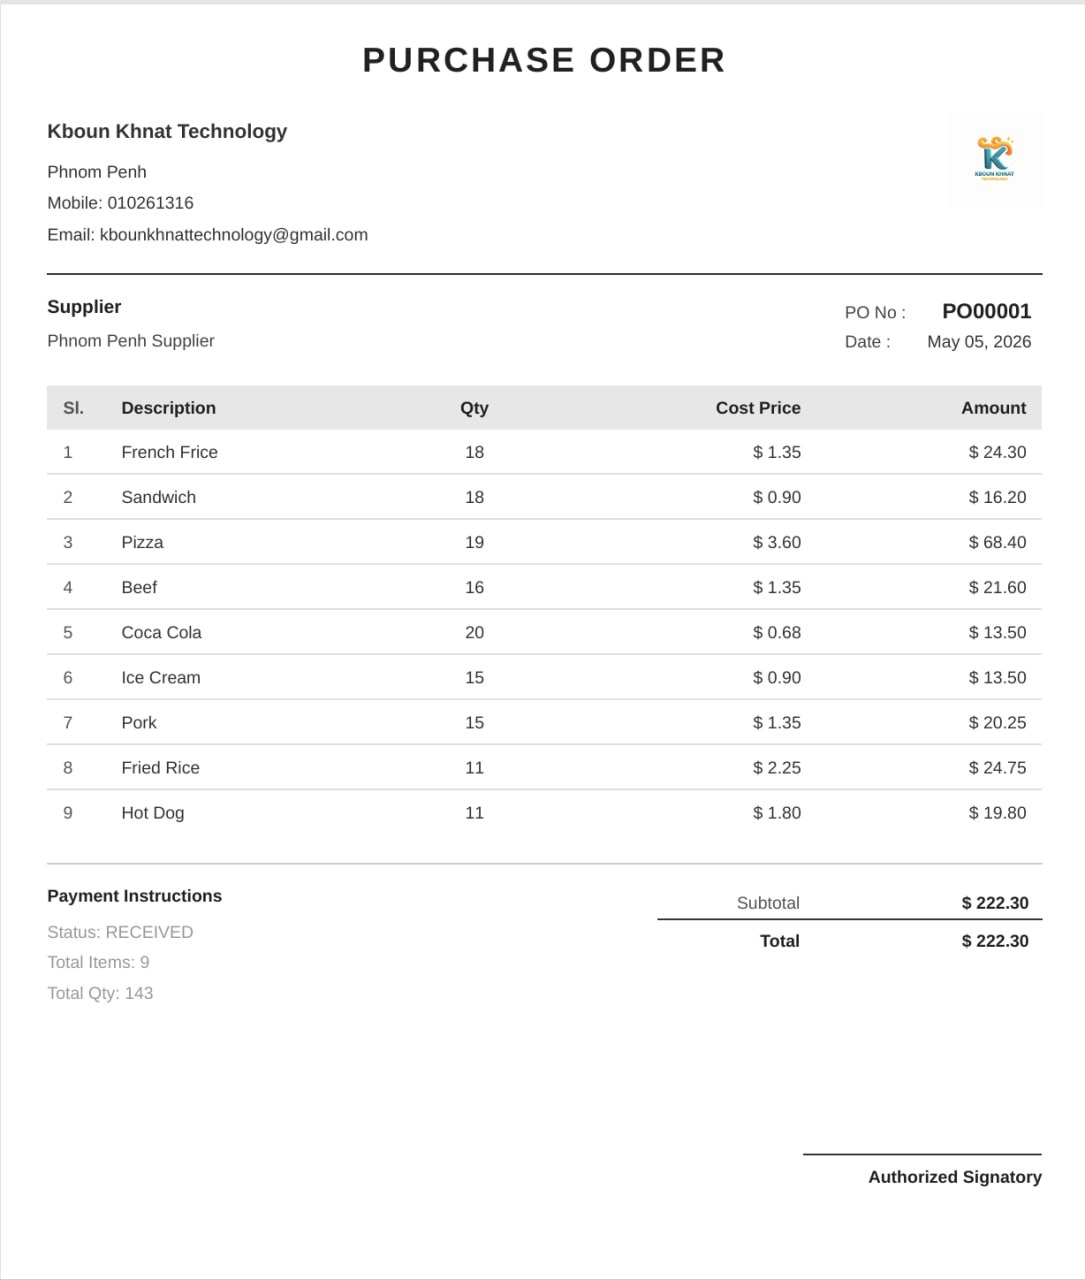 PURCHASE ORDER
Kboun Khnat Technology
Phnom Penh
Mobile: 010261316
Email: kbounkhnattechnology@gmail.com
KBOUN KHNAT
TECHNOLOGY
Supplier
Phnom Penh Supplier
PO No : PO00001
Date : May 05, 2026
Sl. Description Qty Cost Price Amount
1 French Frice 18 $ 1.35 $ 24.30
2 Sandwich 18 $ 0.90 $ 16.20
3 Pizza 19 $ 3.60 $ 68.40
4 Beef 16 $ 1.35 $ 21.60
5 Coca Cola 20 $ 0.68 $ 13.50
6 Ice Cream 15 $ 0.90 $ 13.50
7 Pork 15 $ 1.35 $ 20.25
8 Fried Rice 11 $ 2.25 $ 24.75
9 Hot Dog 11 $ 1.80 $ 19.80
Payment Instructions
Status: RECEIVED
Total Items: 9
Total Qty: 143
Subtotal $ 222.30
Total $ 222.30
Authorized Signatory